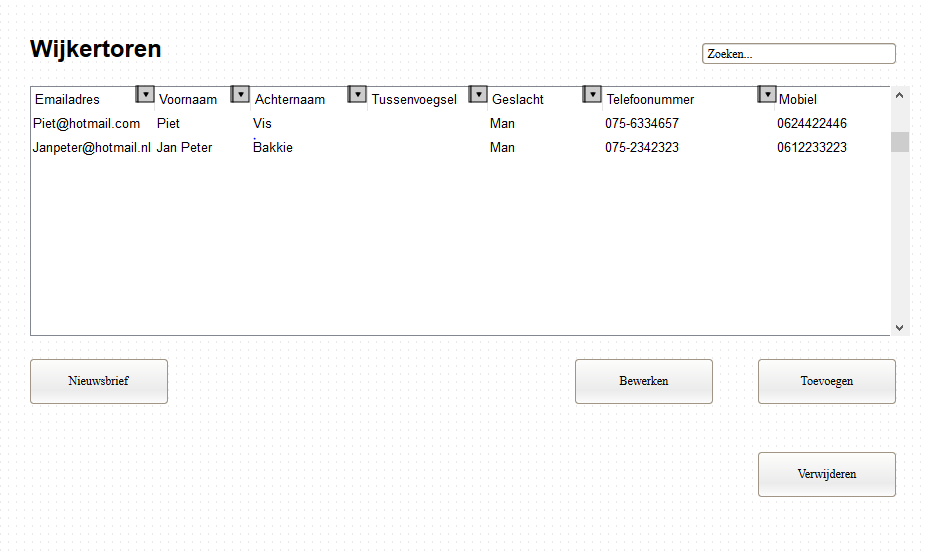 Wijkertoren
Zoeken...
Emailadres Voornaam Achternaam Tussenvoegsel Geslacht Telefoonummer Mobiel
Piet@hotmail.com Piet Vis Man 075-6334657 0624422446
Janpeter@hotmail.nl Jan Peter Bakkie Man 075-2342323 0612233223
Nieuwsbrief Bewerken Toevoegen
Verwijderen